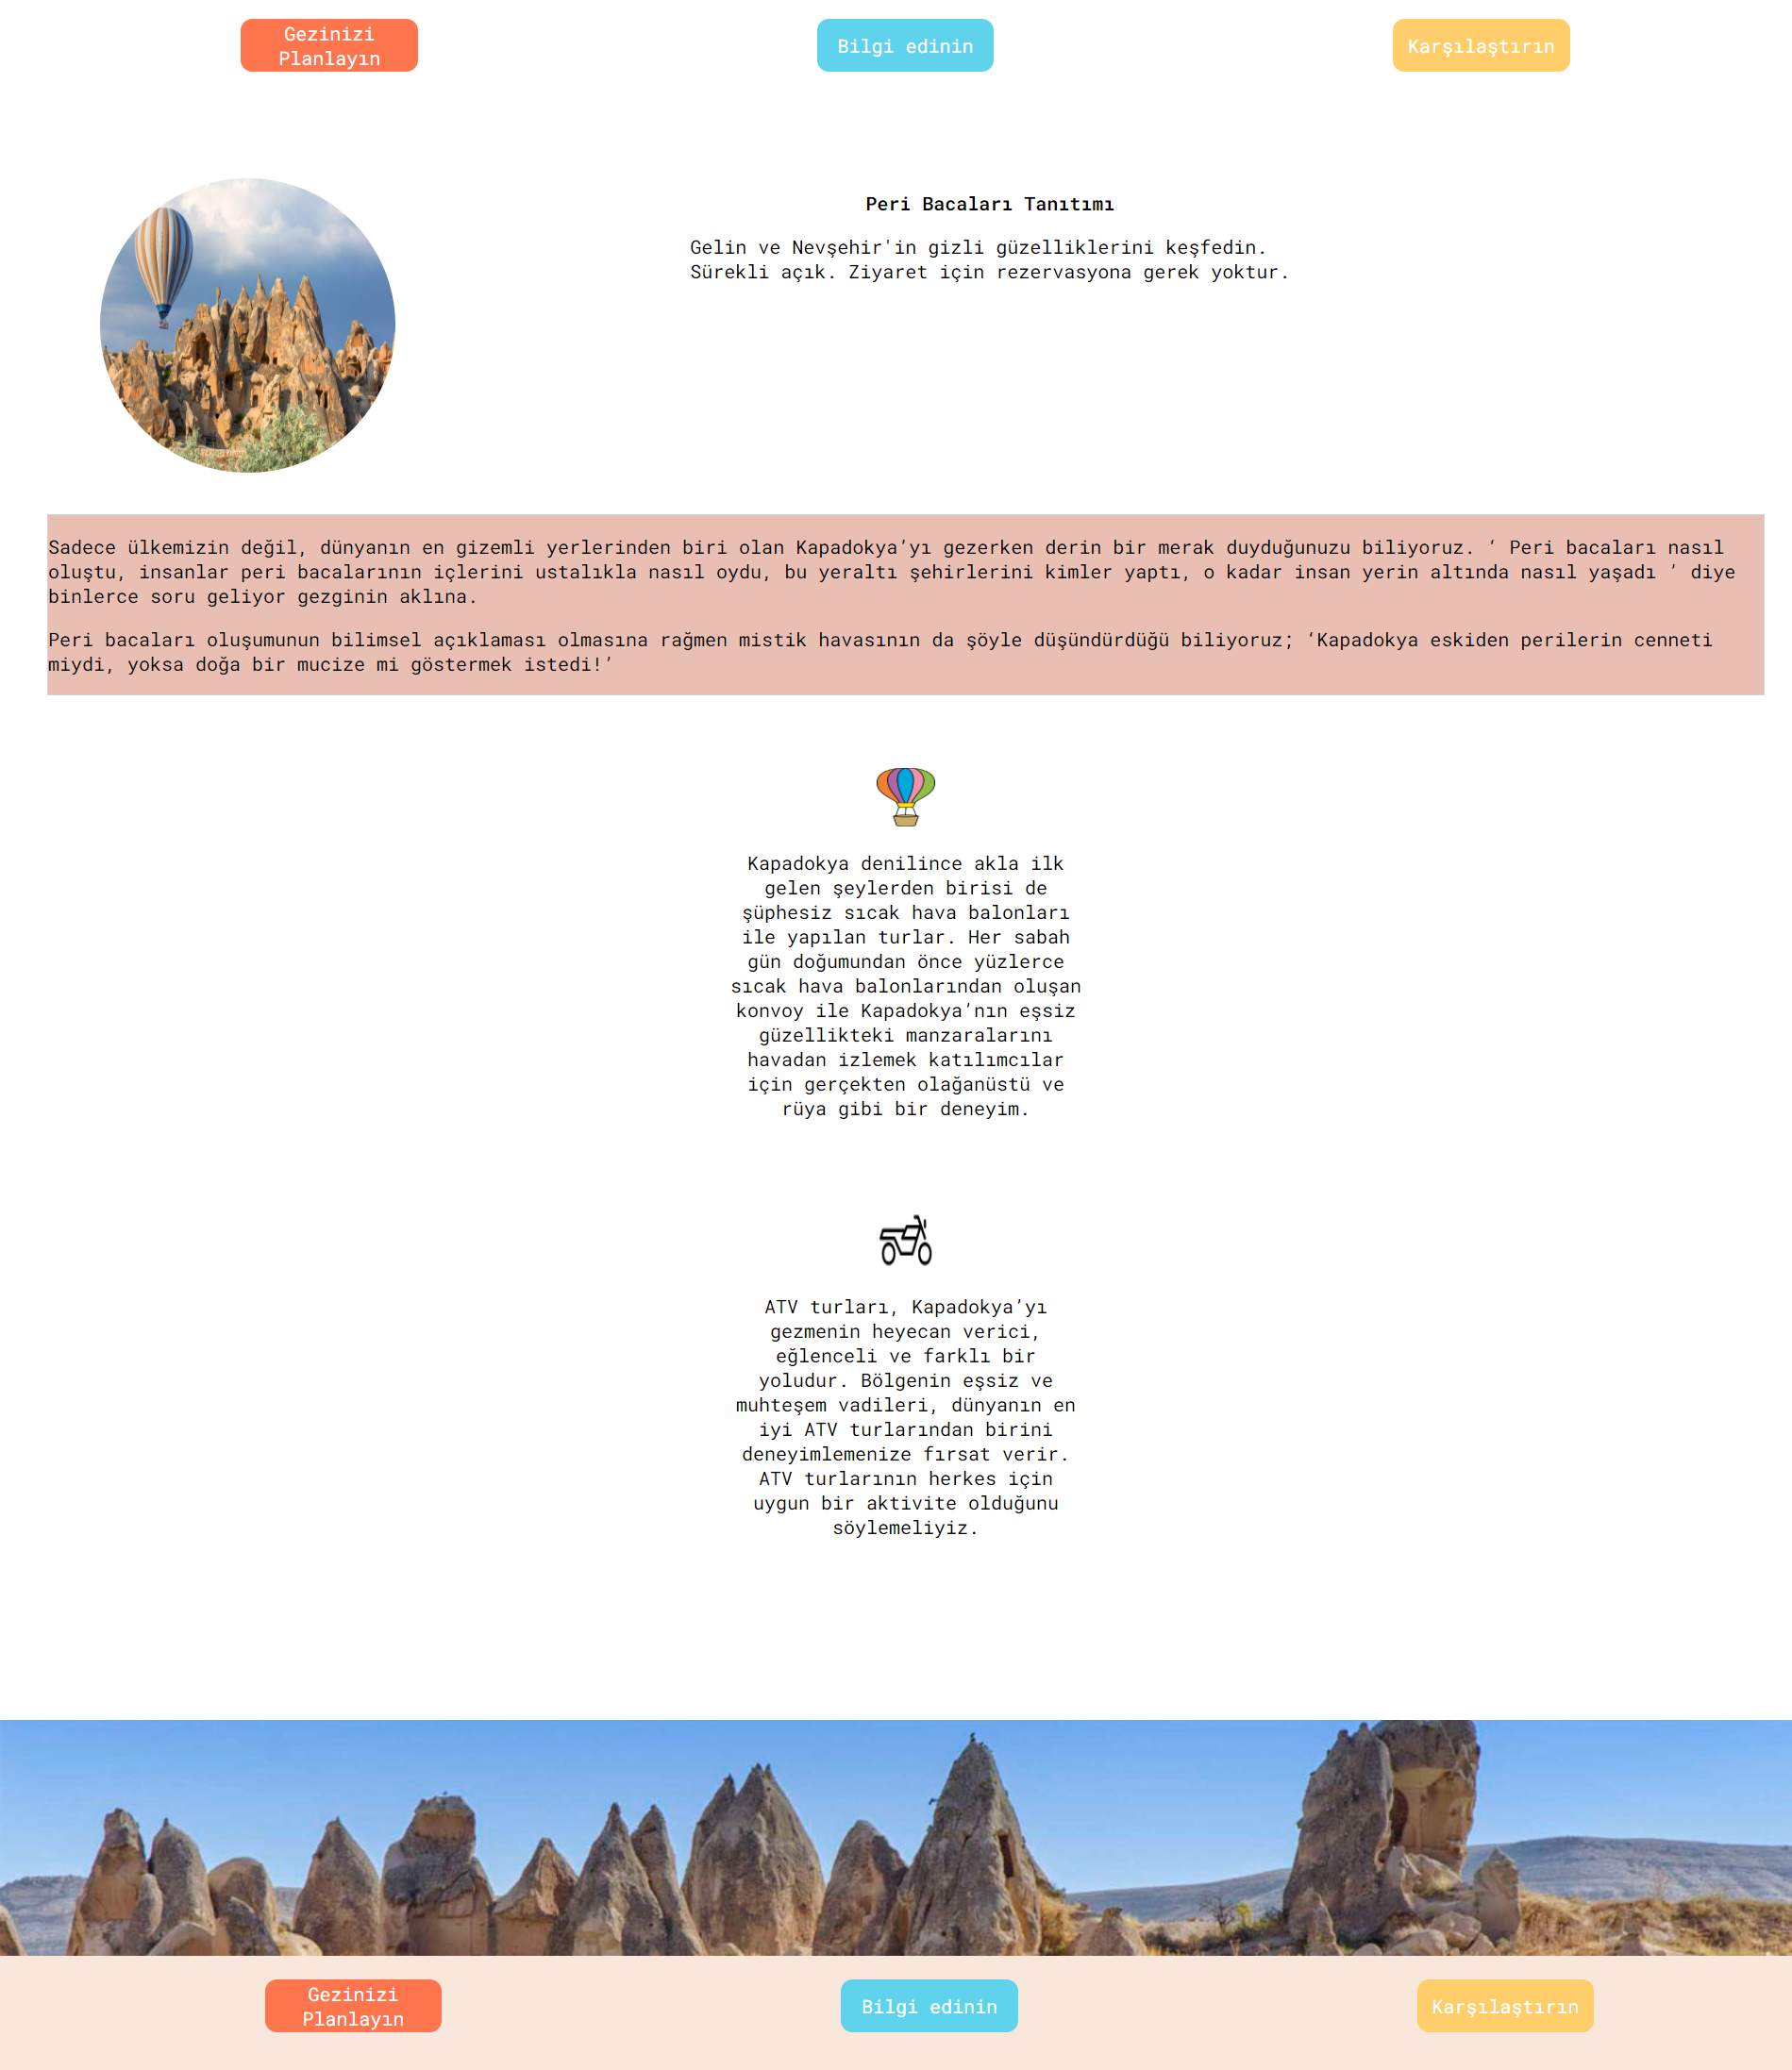 Gezinizi
Planlayın
Bilgi edinin
Karşılaştırın
Peri Bacaları Tanıtımı
Gelin ve Nevşehir'in gizli güzelliklerini keşfedin.
Sürekli açık. Ziyaret için rezervasyona gerek yoktur.
Sadece ülkemizin değil, dünyanın en gizemli yerlerinden biri olan Kapadokya’yı gezerken derin bir merak duyduğunuzu biliyoruz. ‘ Peri bacaları nasıl
oluştu, insanlar peri bacalarının içlerini ustalıkla nasıl oydu, bu yeraltı şehirlerini kimler yaptı, o kadar insan yerin altında nasıl yaşadı ’ diye
binlerce soru geliyor gezginin aklına.
Peri bacaları oluşumunun bilimsel açıklaması olmasına rağmen mistik havasının da şöyle düşündürdüğü biliyoruz; ‘Kapadokya eskiden perilerin cenneti
miydi, yoksa doğa bir mucize mi göstermek istedi!’
Kapadokya denilince akla ilk
gelen şeylerden birisi de
şüphesiz sıcak hava balonları
ile yapılan turlar. Her sabah
gün doğumundan önce yüzlerce
sıcak hava balonlarından oluşan
konvoy ile Kapadokya’nın eşsiz
güzellikteki manzaralarını
havadan izlemek katılımcılar
için gerçekten olağanüstü ve
rüya gibi bir deneyim.
ATV turları, Kapadokya’yı
gezmenin heyecan verici,
eğlenceli ve farklı bir
yoludur. Bölgenin eşsiz ve
muhteşem vadileri, dünyanın en
iyi ATV turlarından birini
deneyimlemenize fırsat verir.
ATV turlarının herkes için
uygun bir aktivite olduğunu
söylemeliyiz.
Gezinizi
Planlayın
Bilgi edinin
Karşılaştırın